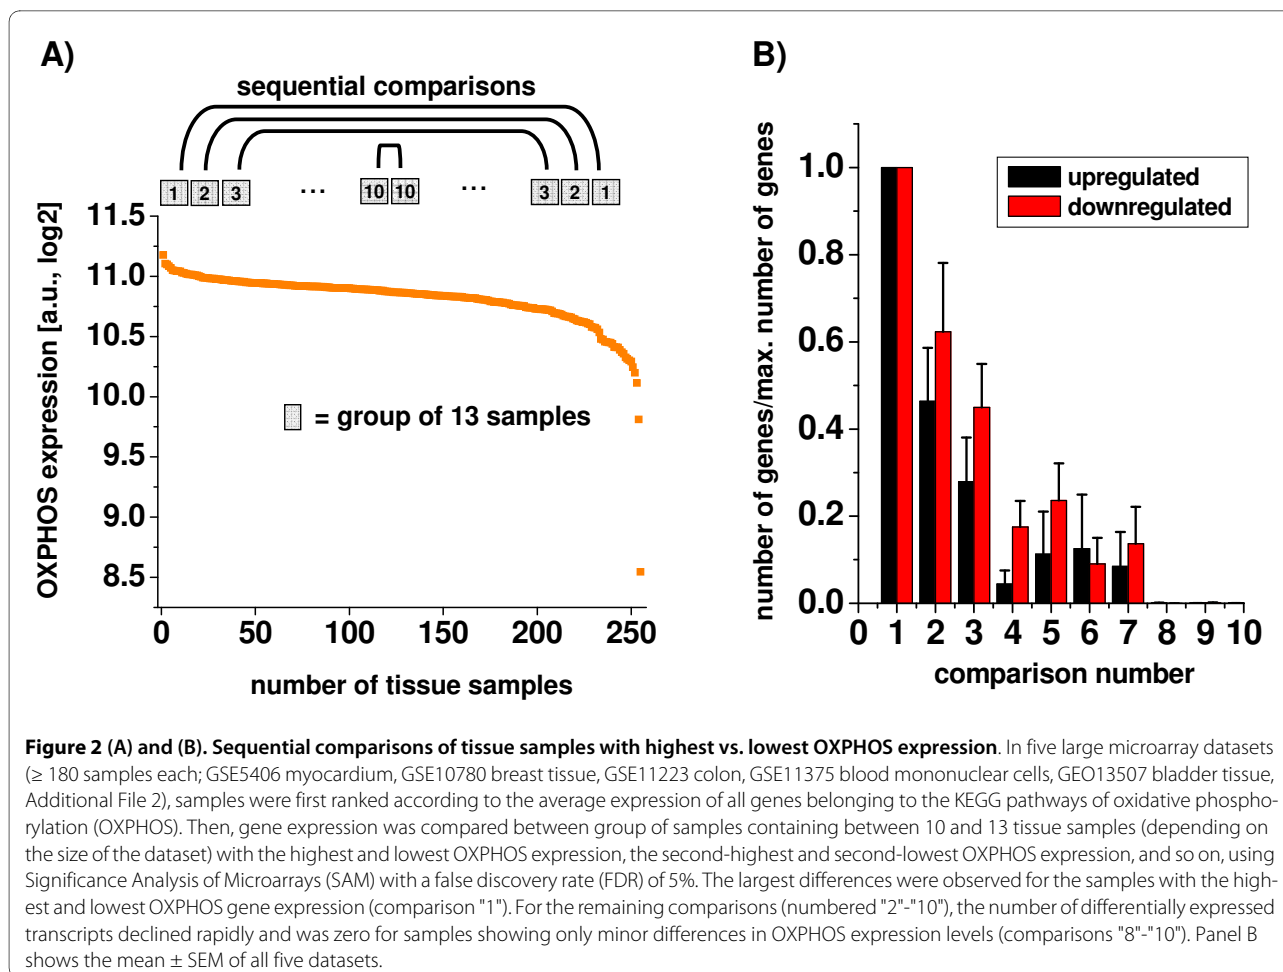 A)
sequential comparisons
1 2 3 ... 10 10 ... 3 2 1
OXPHOS expression [a.u., log2]
11.5
11.0
10.5
10.0
9.5
9.0
8.5
= group of 13 samples
0 50 100 150 200 250
number of tissue samples
B)
number of genes/max. number of genes
1.0
0.8
0.6
0.4
0.2
0.0
upregulated
downregulated
0 1 2 3 4 5 6 7 8 9 10
comparison number
Figure 2 (A) and (B). Sequential comparisons of tissue samples with highest vs. lowest OXPHOS expression. In five large microarray datasets
(≥ 180 samples each; GSE5406 myocardium, GSE10780 breast tissue, GSE11223 colon, GSE11375 blood mononuclear cells, GEO13507 bladder tissue,
Additional File 2), samples were first ranked according to the average expression of all genes belonging to the KEGG pathways of oxidative phospho-
rylation (OXPHOS). Then, gene expression was compared between group of samples containing between 10 and 13 tissue samples (depending on
the size of the dataset) with the highest and lowest OXPHOS expression, the second-highest and second-lowest OXPHOS expression, and so on, using
Significance Analysis of Microarrays (SAM) with a false discovery rate (FDR) of 5%. The largest differences were observed for the samples with the high-
est and lowest OXPHOS gene expression (comparison "1"). For the remaining comparisons (numbered "2"-"10"), the number of differentially expressed
transcripts declined rapidly and was zero for samples showing only minor differences in OXPHOS expression levels (comparisons "8"-"10"). Panel B
shows the mean ± SEM of all five datasets.